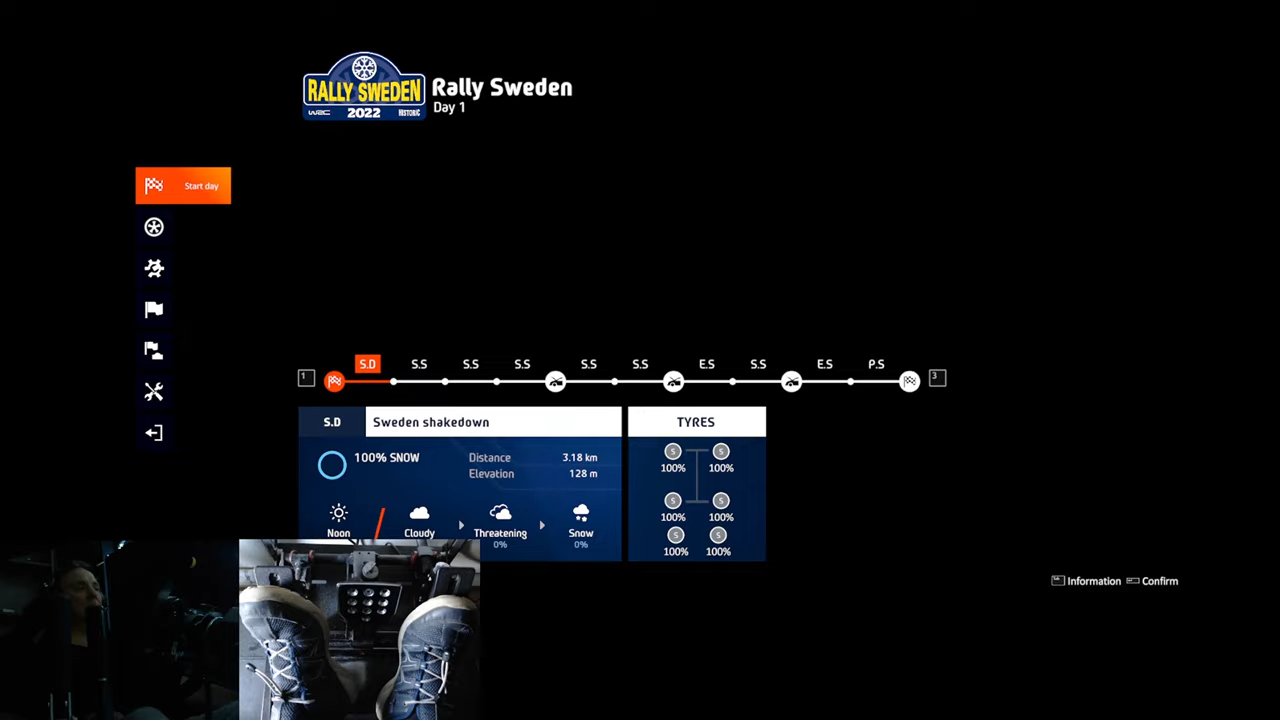 RALLY SWEDEN
WRC 2022 HISTORIC
Rally Sweden
Day 1
Start day
S.D S.S S.S S.S S.S S.S E.S S.S E.S P.S
1 3
S.D Sweden shakedown
TYRES
100% SNOW
Distance 3.18 km
Elevation 128 m
S S
100% 100%
Noon Cloudy Threatening Snow
0% 0%
S S
100% 100%
S S
100% 100%
Information Confirm